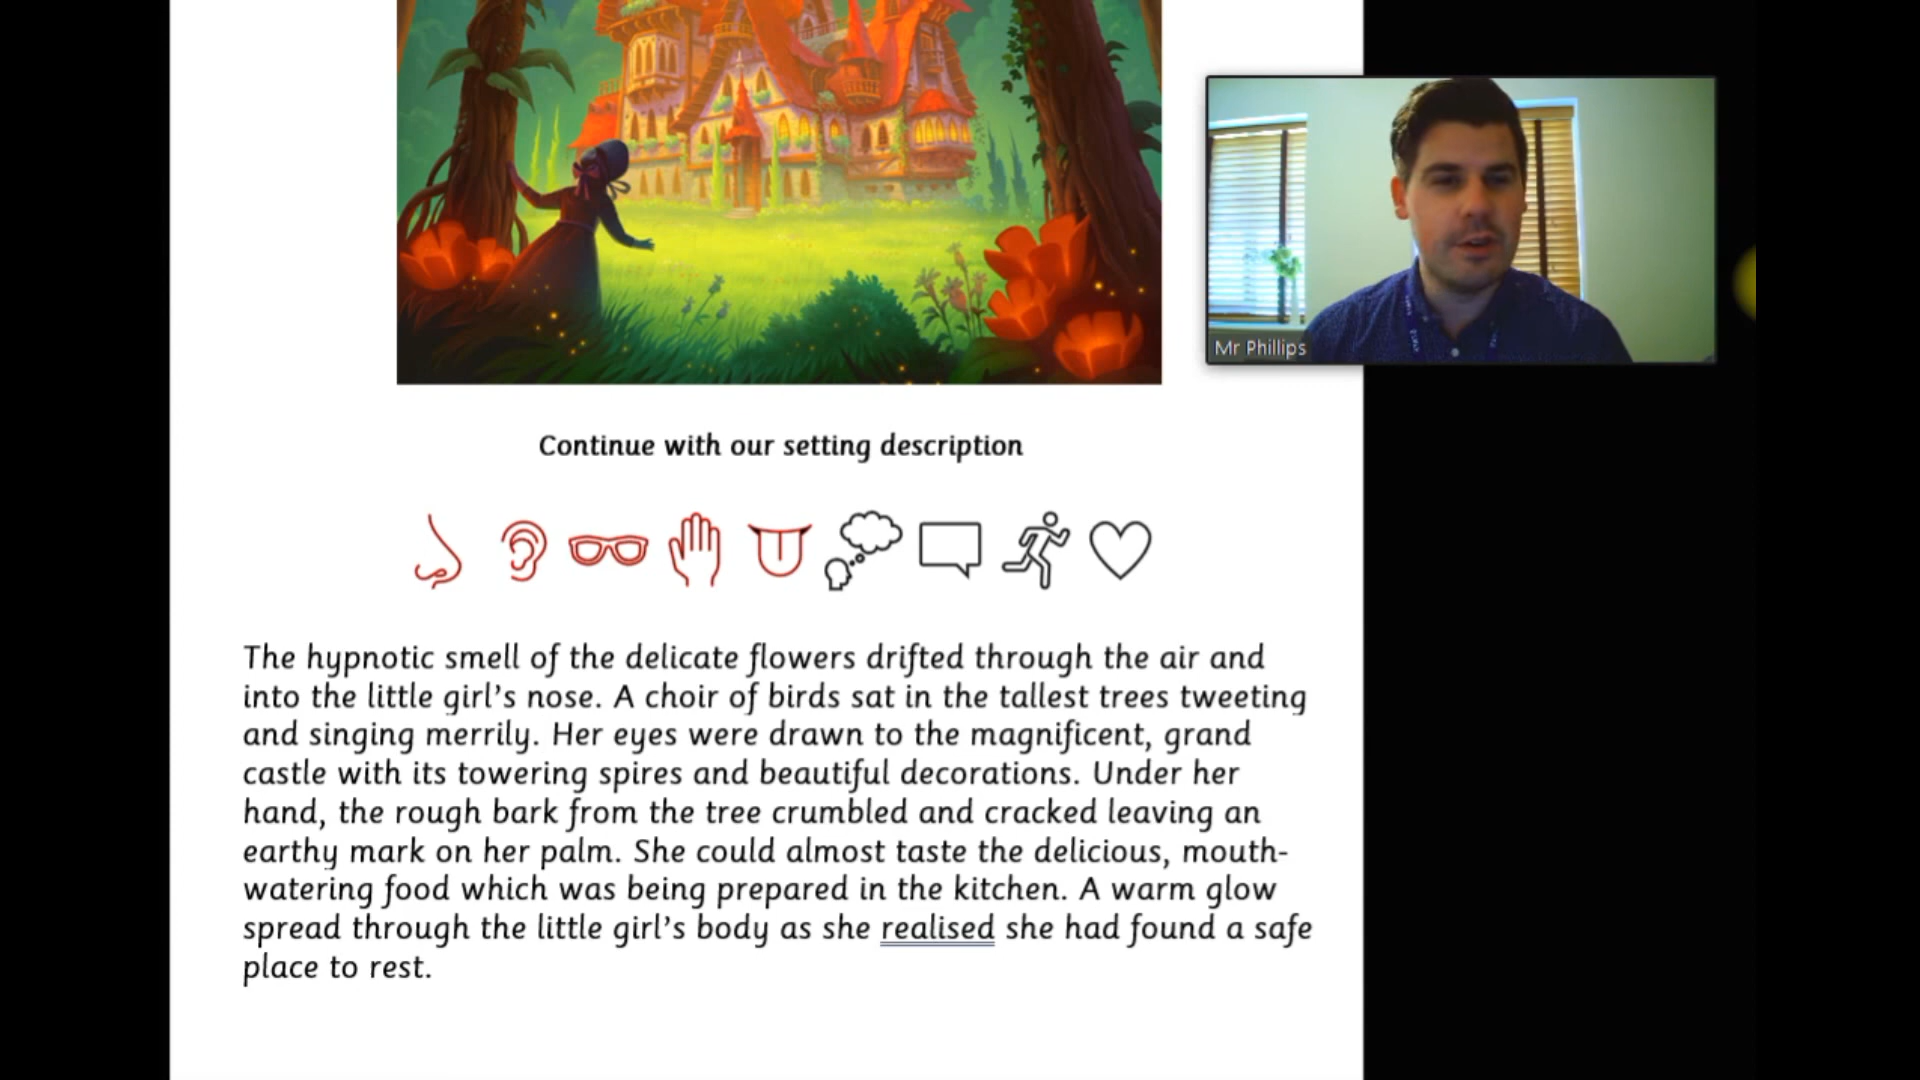 Mr Phillips
Continue with our setting description
The hypnotic smell of the delicate flowers drifted through the air and
into the little girl’s nose. A choir of birds sat in the tallest trees tweeting
and singing merrily. Her eyes were drawn to the magnificent, grand
castle with its towering spires and beautiful decorations. Under her
hand, the rough bark from the tree crumbled and cracked leaving an
earthy mark on her palm. She could almost taste the delicious, mouth-
watering food which was being prepared in the kitchen. A warm glow
spread through the little girl’s body as she realised she had found a safe
place to rest.